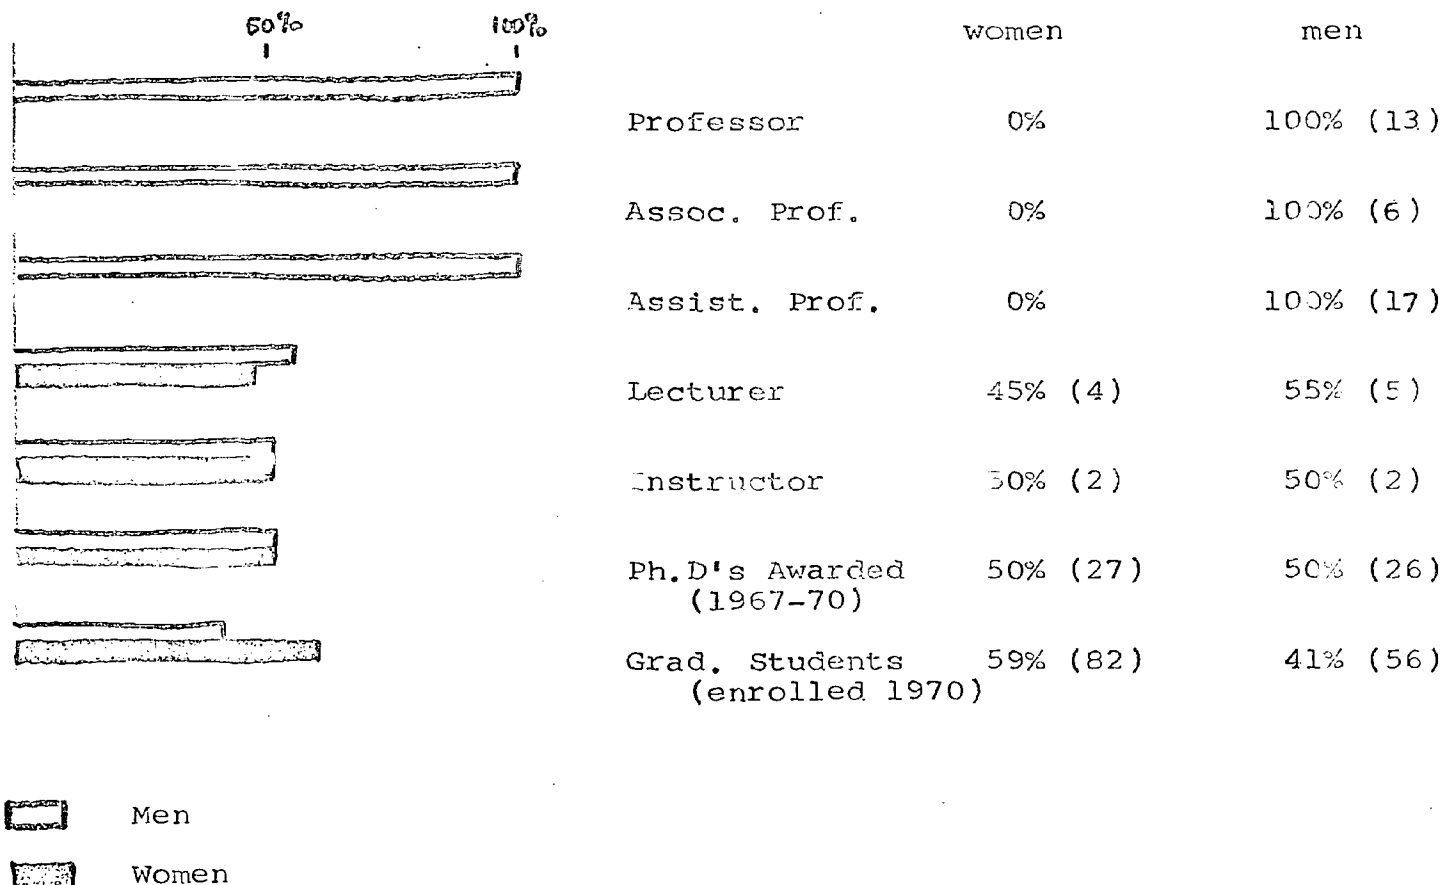 50% 100% women men
Professor 0% 100% (13)
Assoc. Prof. 0% 100% (6)
Assist. Prof. 0% 100% (17)
Lecturer 45% (4) 55% (5)
Instructor 50% (2) 50% (2)
Ph.D's Awarded 50% (27) 50% (26)
(1967-70)
Grad. Students 59% (82) 41% (56)
(enrolled 1970)
Men
Women